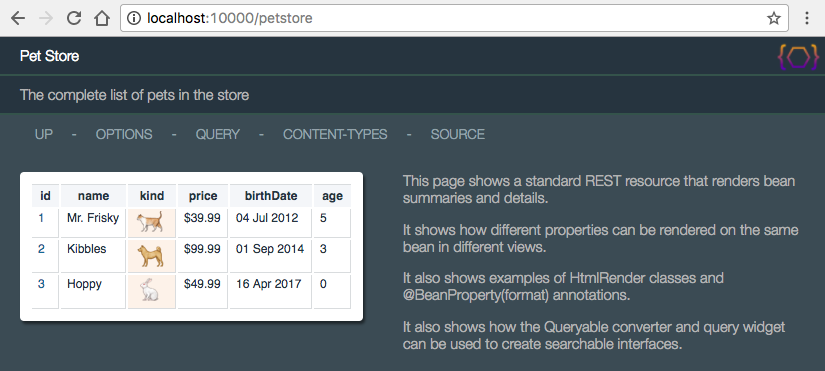 localhost:10000/petstore
Pet Store
The complete list of pets in the store
UP - OPTIONS - QUERY - CONTENT-TYPES - SOURCE
id name kind price birthDate age
1 Mr. Frisky $39.99 04 Jul 2012 5
2 Kibbles $99.99 01 Sep 2014 3
3 Hoppy $49.99 16 Apr 2017 0
This page shows a standard REST resource that renders bean
summaries and details.
It shows how different properties can be rendered on the same
bean in different views.
It also shows examples of HtmlRender classes and
@BeanProperty(format) annotations.
It also shows how the Queryable converter and query widget
can be used to create searchable interfaces.